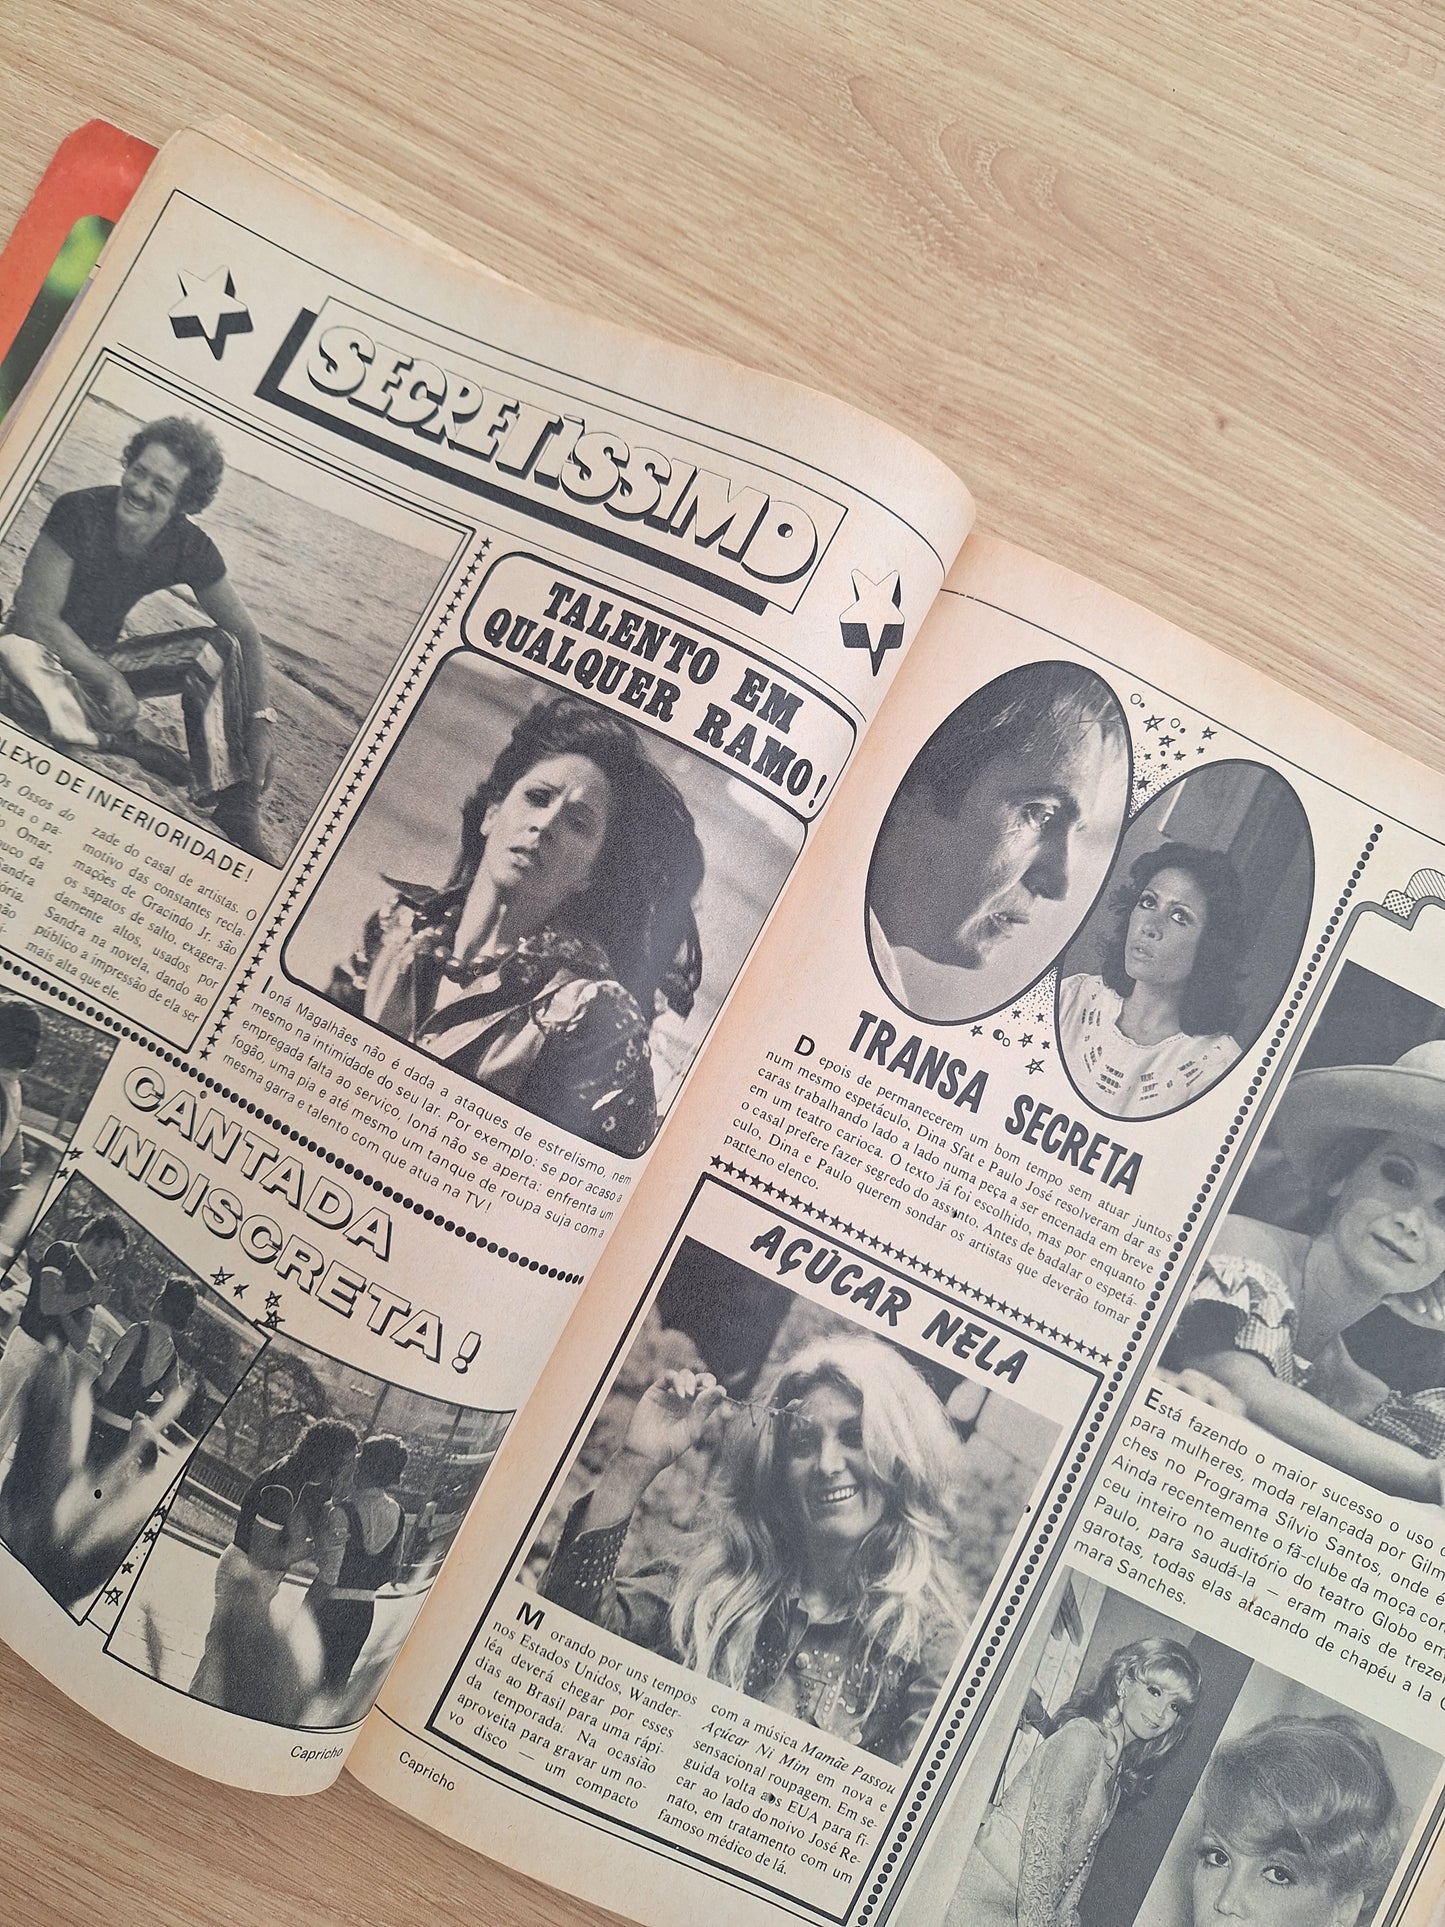 SECRETÍSSIMO
LEXO DE INFERIORIDADE!
Os Ossos do
preta o pa-
Omar.
ouco da
Sandra
ória.
não
zade do casal de artistas. O
motivo das constantes recla-
mações de Gracindo Jr. são
os sapatos de salto, exagera-
damente altos, usados por
Sandra na novela, dando ao
público a impressão de ela ser
mais alta que ele.
TALENTO EM
QUALQUER RAMO!
Ioná Magalhães não é dada a ataques de estrelismo, nem
mesmo na intimidade do seu lar. Por exemplo: se por acaso a
empregada falta ao serviço, Ioná não se aperta: enfrenta um
fogão, uma pia e até mesmo um tanque de roupa suja com a
mesma garra e talento com que atua na TV!
CANTADA
INDISCRETA!
Capricho
TRANSA SECRETA
Depois de permanecerem um bom tempo sem atuar juntos
num mesmo espetáculo, Dina Sfat e Paulo José resolveram dar as
caras trabalhando lado a lado numa peça a ser encenada em breve
em um teatro carioca. O texto já foi escolhido, mas por enquanto
o casal prefere fazer segredo do assunto. Antes de badalar o espetá-
culo, Dina e Paulo querem sondar os artistas que deverão tomar
parte no elenco.
AÇÚCAR NELA
Morando por uns tempos
nos Estados Unidos, Wander-
léa deverá chegar por esses
dias ao Brasil para uma rápi-
da temporada. Na ocasião
aproveita para gravar um no-
vo disco — um compacto
com a música Mamãe Passou
Açúcar Ni Mim em nova e
sensacional roupagem. Em se-
guida volta aos EUA para fi-
car ao lado do noivo José Re-
nato, em tratamento com um
famoso médico de lá.
Capricho
Está fazendo o maior sucesso o uso
para mulheres, moda relançada por Gilm
ches no Programa Sílvio Santos, onde é
Ainda recentemente o fã-clube da moça com
ceu inteiro no auditório do teatro Globo em
Paulo, para saudá-la — eram mais de treze
garotas, todas elas atacando de chapéu a la
mara Sanches.